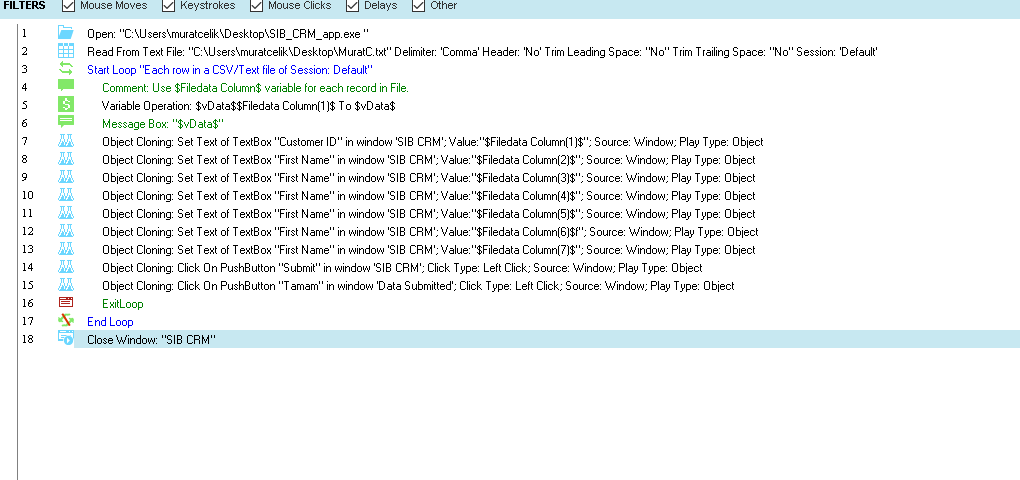 FILTERS Mouse Moves Keystrokes Mouse Clicks Delays Other
1 Open: "C:\Users\muratcelik\Desktop\SIB_CRM_app.exe "
2 Read From Text File: "C:\Users\muratcelik\Desktop\MuratC.txt" Delimiter: 'Comma' Header: 'No' Trim Leading Space: "No" Trim Trailing Space: "No" Session: 'Default'
3 Start Loop "Each row in a CSV/Text file of Session: Default"
4 Comment: Use $Filedata Column$ variable for each record in File.
5 Variable Operation: $vData$$Filedata Column(1)$ To $vData$
6 Message Box: "$vData$"
7 Object Cloning: Set Text of TextBox "Customer ID" in window 'SIB CRM'; Value:"$Filedata Column(1)$"; Source: Window; Play Type: Object
8 Object Cloning: Set Text of TextBox "First Name" in window 'SIB CRM'; Value:"$Filedata Column(2)$"; Source: Window; Play Type: Object
9 Object Cloning: Set Text of TextBox "First Name" in window 'SIB CRM'; Value:"$Filedata Column(3)$"; Source: Window; Play Type: Object
10 Object Cloning: Set Text of TextBox "First Name" in window 'SIB CRM'; Value:"$Filedata Column(4)$"; Source: Window; Play Type: Object
11 Object Cloning: Set Text of TextBox "First Name" in window 'SIB CRM'; Value:"$Filedata Column(5)$"; Source: Window; Play Type: Object
12 Object Cloning: Set Text of TextBox "First Name" in window 'SIB CRM'; Value:"$Filedata Column(6)$f"; Source: Window; Play Type: Object
13 Object Cloning: Set Text of TextBox "First Name" in window 'SIB CRM'; Value:"$Filedata Column(7)$"; Source: Window; Play Type: Object
14 Object Cloning: Click On PushButton "Submit" in window 'SIB CRM'; Click Type: Left Click; Source: Window; Play Type: Object
15 Object Cloning: Click On PushButton "Tamam" in window 'Data Submitted'; Click Type: Left Click; Source: Window; Play Type: Object
16 ExitLoop
17 End Loop
18 Close Window: "SIB CRM"